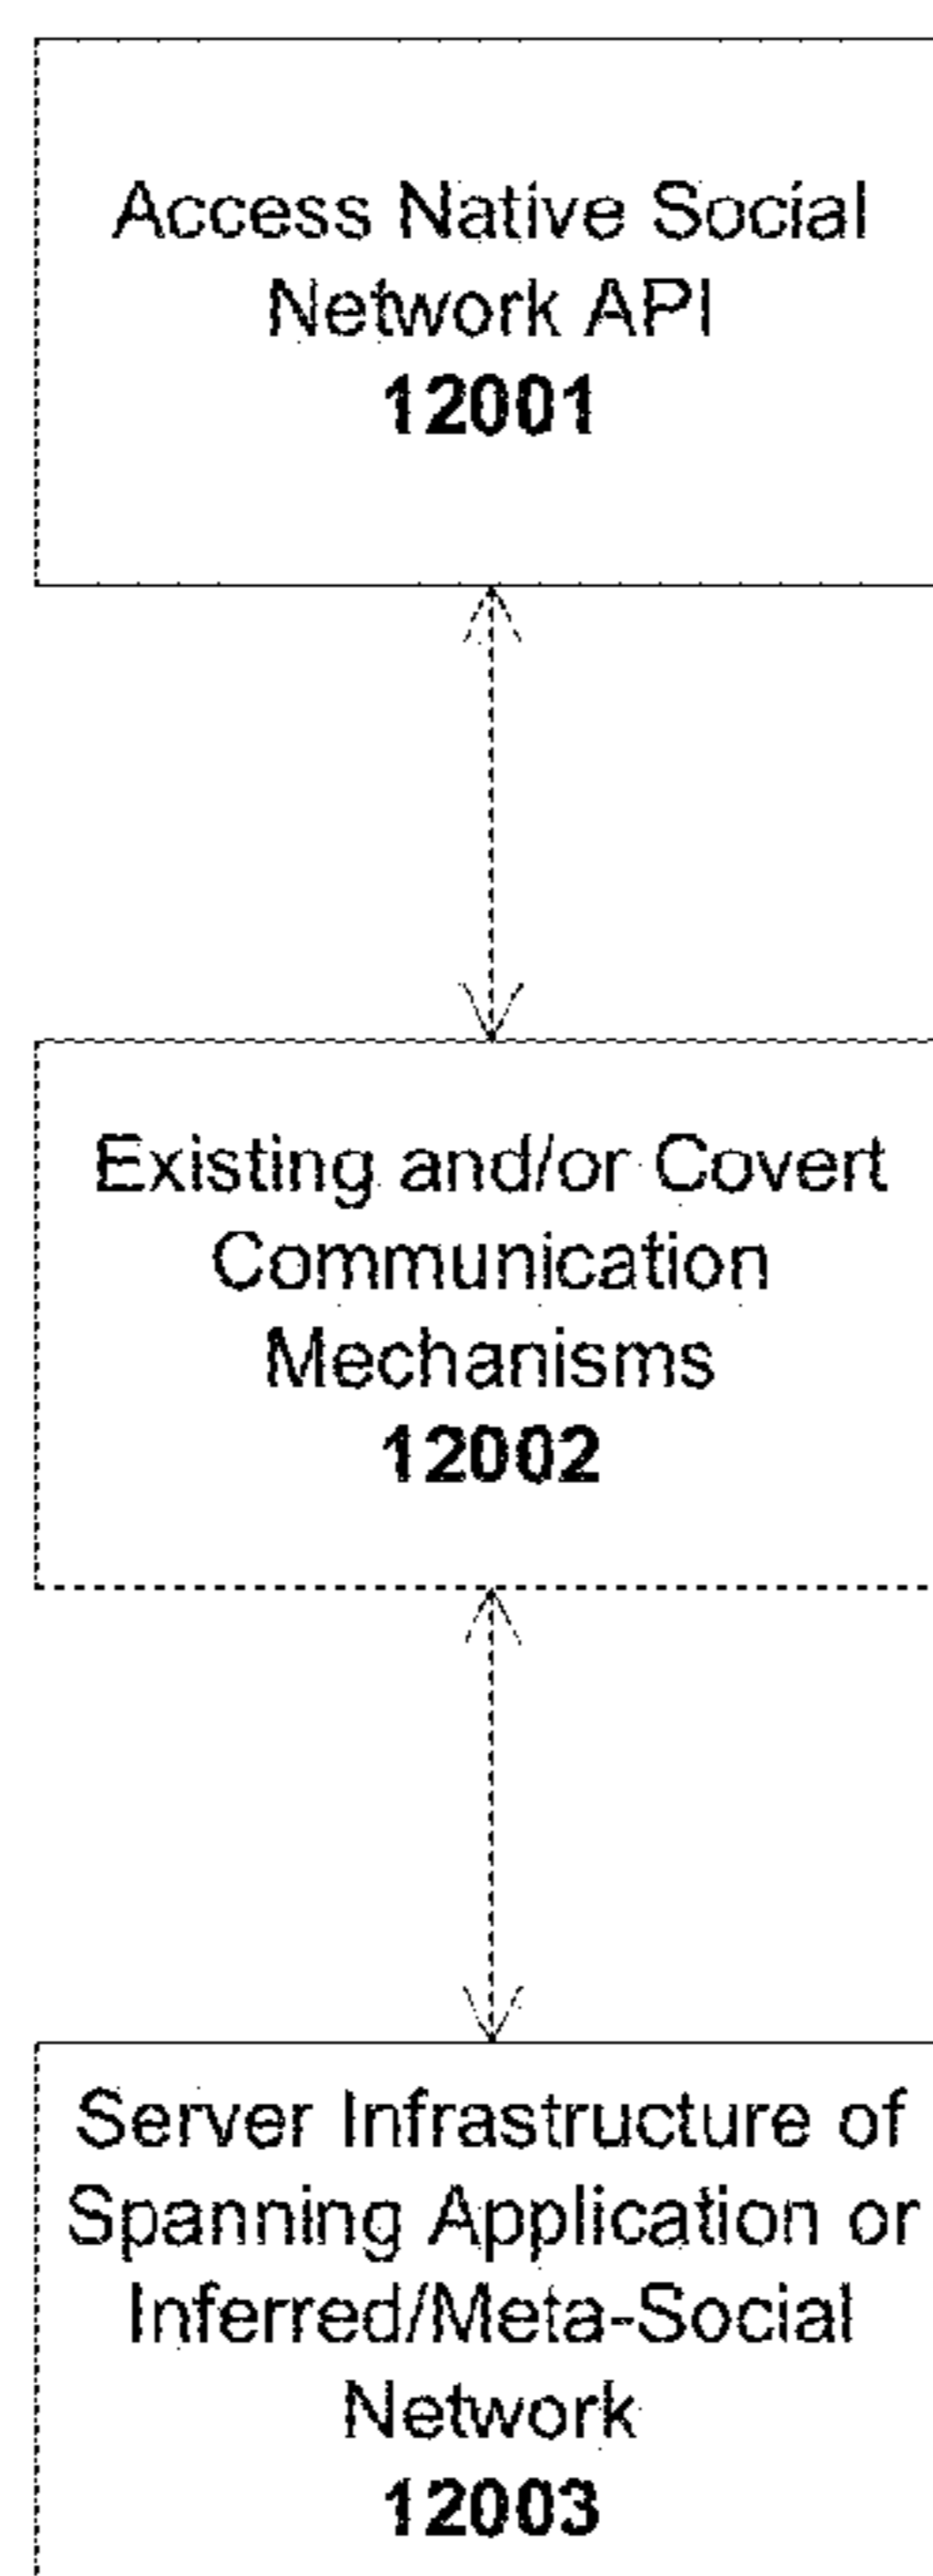 Access Native Social
Network API
12001
Existing and/or Covert
Communication
Mechanisms
12002
Server Infrastructure of
Spanning Application or
Inferred/Meta-Social
Network
12003